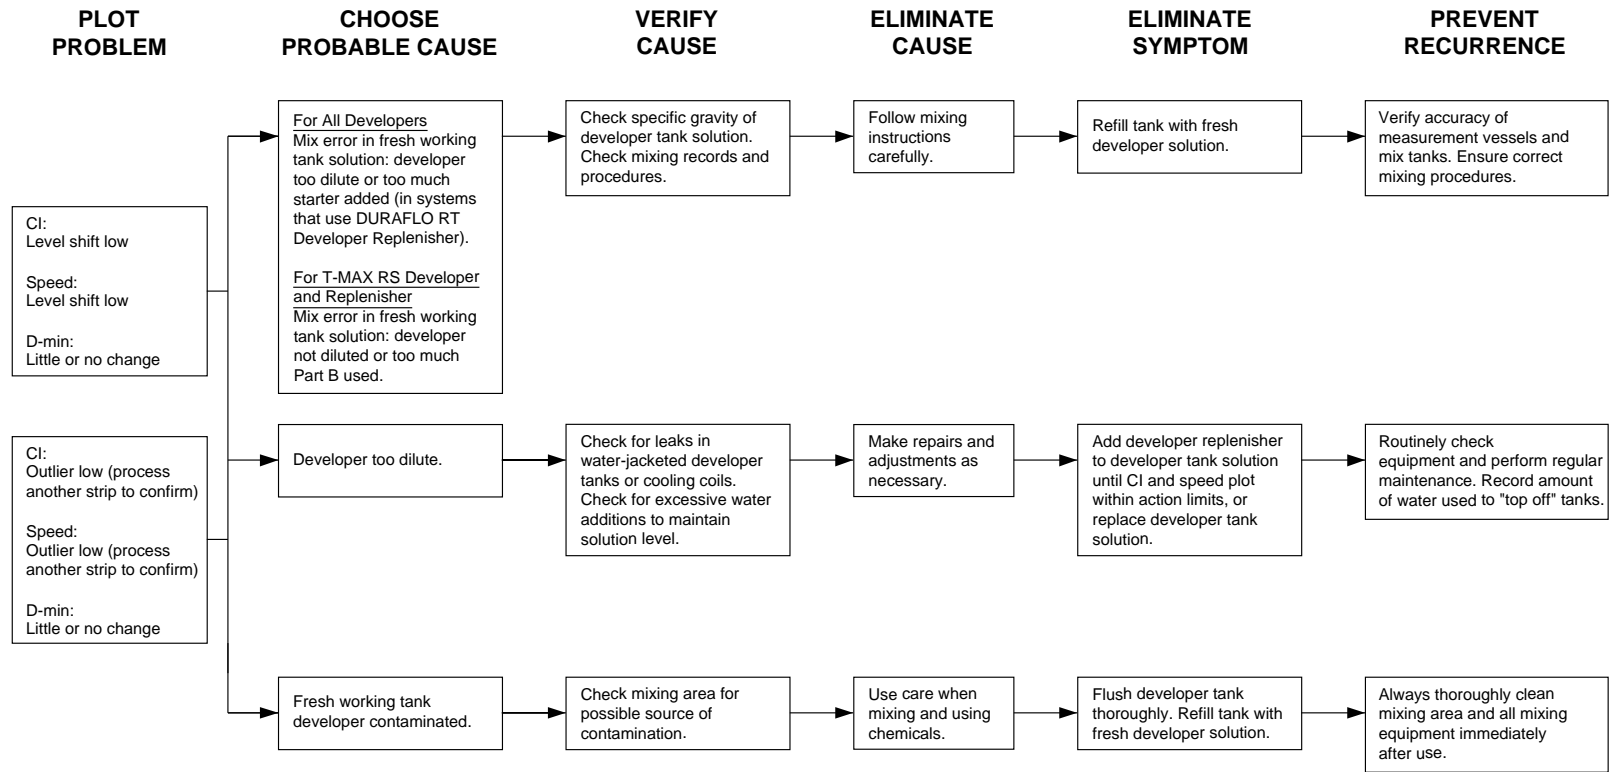 PLOT
PROBLEM
CHOOSE
PROBABLE CAUSE
VERIFY
CAUSE
ELIMINATE
CAUSE
ELIMINATE
SYMPTOM
PREVENT
RECURRENCE
CI:
Level shift low
Speed:
Level shift low
D-min:
Little or no change
CI:
Outlier low (process
another strip to confirm)
Speed:
Outlier low (process
another strip to confirm)
D-min:
Little or no change
For All Developers
Mix error in fresh working
tank solution: developer
too dilute or too much
starter added (in systems
that use DURAFLO RT
Developer Replenisher).
For T-MAX RS Developer
and Replenisher
Mix error in fresh working
tank solution: developer
not diluted or too much
Part B used.
Check specific gravity of
developer tank solution.
Check mixing records and
procedures.
Follow mixing
instructions
carefully.
Refill tank with fresh
developer solution.
Verify accuracy of
measurement vessels and
mix tanks. Ensure correct
mixing procedures.
Developer too dilute.
Check for leaks in
water-jacketed developer
tanks or cooling coils.
Check for excessive water
additions to maintain
solution level.
Make repairs and
adjustments as
necessary.
Add developer replenisher
to developer tank solution
until CI and speed plot
within action limits, or
replace developer tank
solution.
Routinely check
equipment and perform regular
maintenance. Record amount
of water used to "top off" tanks.
Fresh working tank
developer contaminated.
Check mixing area for
possible source of
contamination.
Use care when
mixing and using
chemicals.
Flush developer tank
thoroughly. Refill tank with
fresh developer solution.
Always thoroughly clean
mixing area and all mixing
equipment immediately
after use.